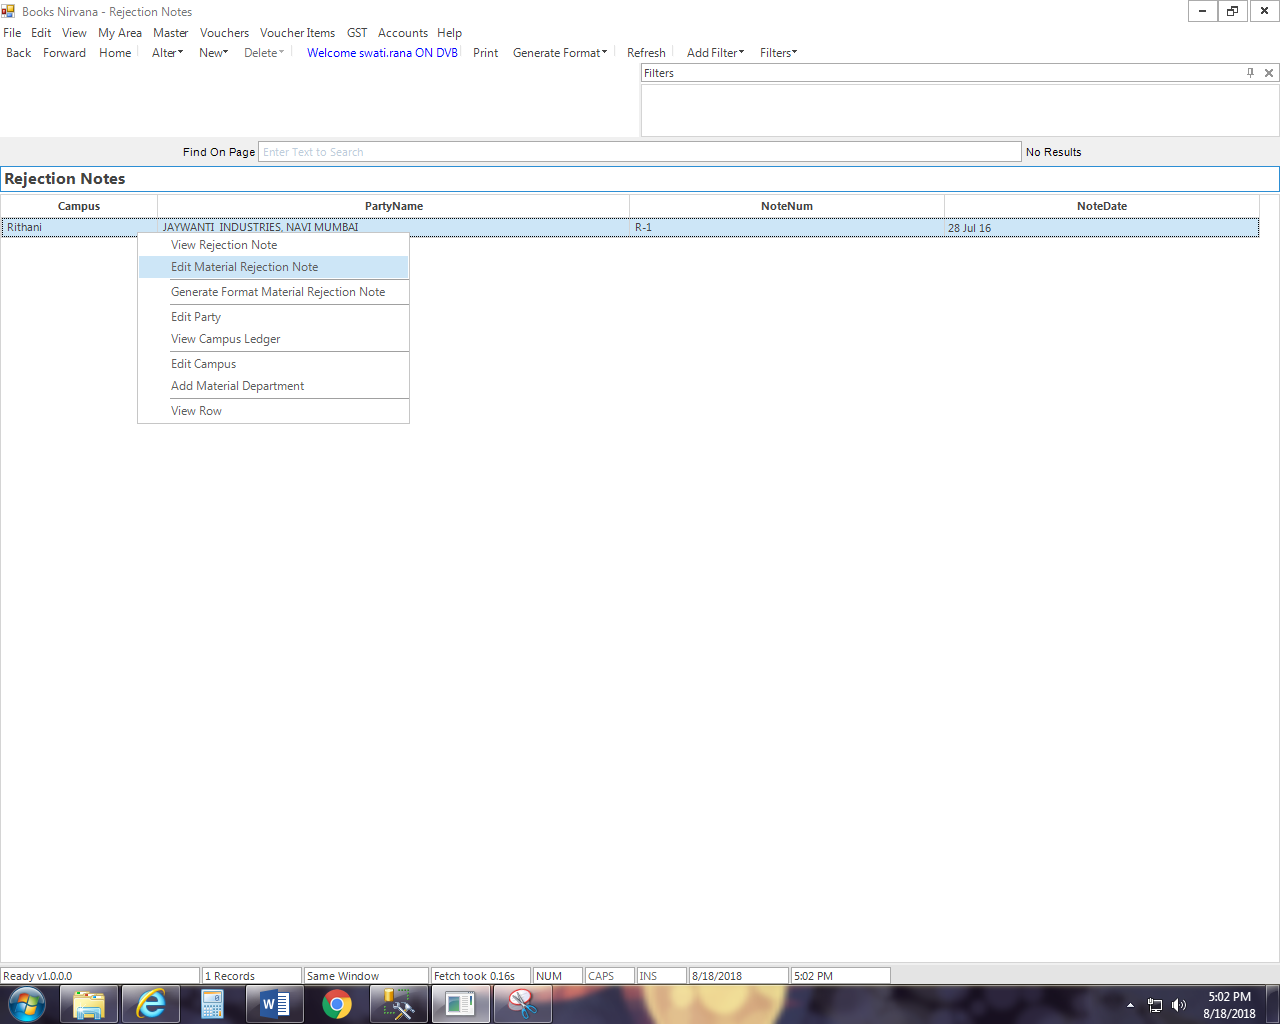 Books Nirvana - Rejection Notes
File Edit View My Area Master Vouchers Voucher Items GST Accounts Help
Back Forward Home Alter New Delete Welcome swati.rana ON DVB Print Generate Format Refresh Add Filter Filters
Filters
Find On Page Enter Text to Search No Results
Rejection Notes
Campus PartyName NoteNum NoteDate
Rithani JAYWANTI INDUSTRIES, NAVI MUMBAI R-1 28 Jul 16
View Rejection Note
Edit Material Rejection Note
Generate Format Material Rejection Note
Edit Party
View Campus Ledger
Edit Campus
Add Material Department
View Row
Ready v1.0.0.0 1 Records Same Window Fetch took 0.16s NUM CAPS INS 8/18/2018 5:02 PM
5:02 PM
8/18/2018